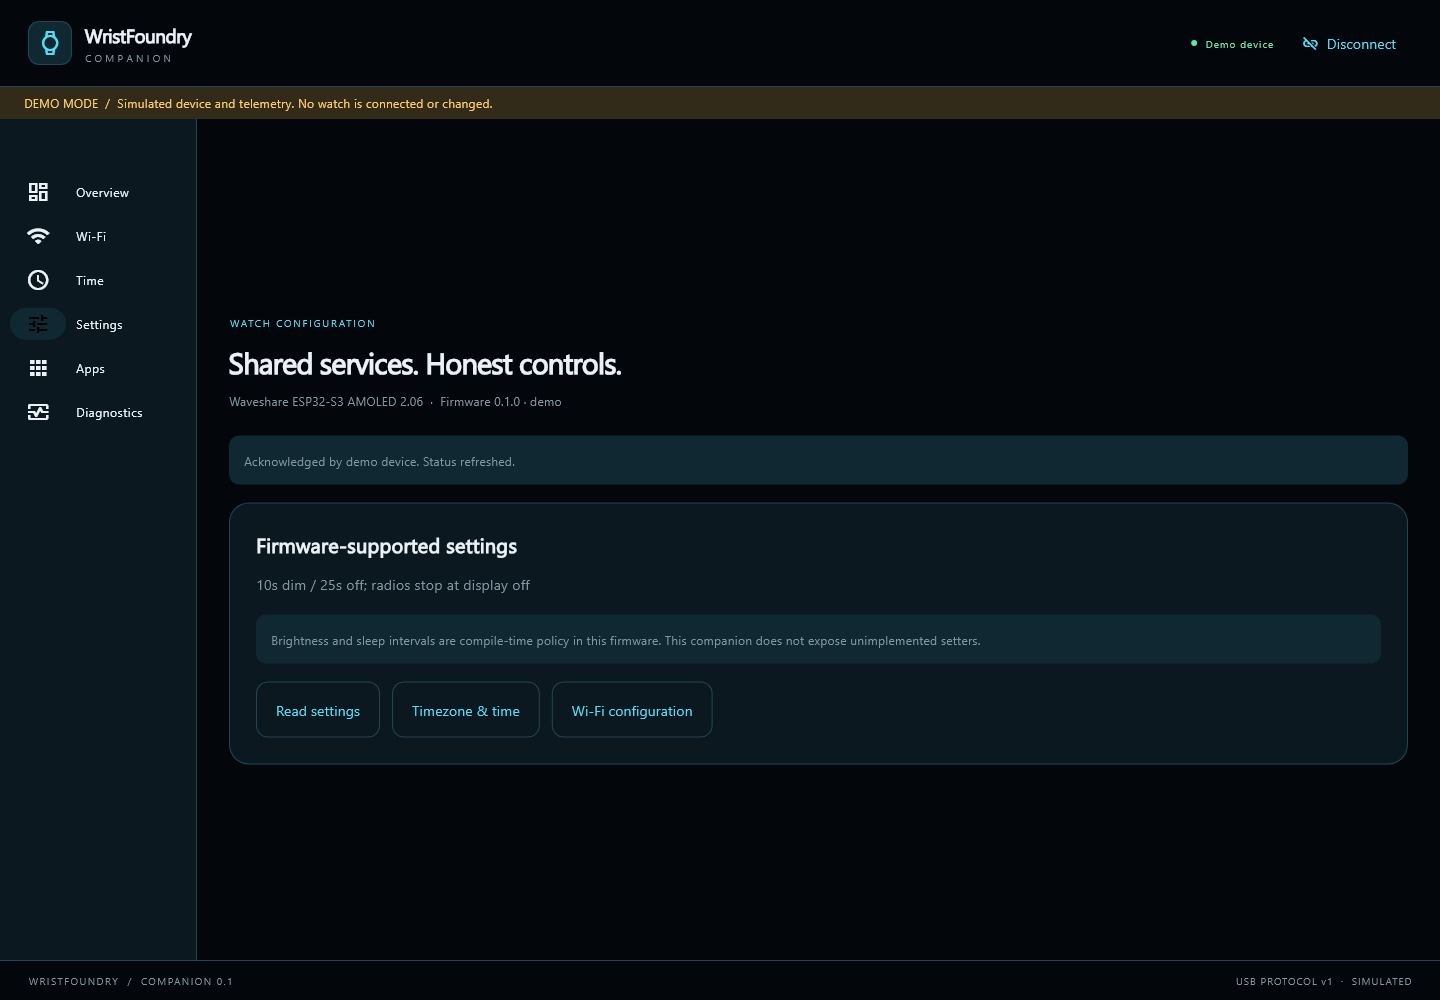 WristFoundry
COMPANION
Demo device
Disconnect
DEMO MODE / Simulated device and telemetry. No watch is connected or changed.
Overview
Wi-Fi
Time
Settings
Apps
Diagnostics
WATCH CONFIGURATION
Shared services. Honest controls.
Waveshare ESP32-S3 AMOLED 2.06 · Firmware 0.1.0 · demo
Acknowledged by demo device. Status refreshed.
Firmware-supported settings
10s dim / 25s off; radios stop at display off
Brightness and sleep intervals are compile-time policy in this firmware. This companion does not expose unimplemented setters.
Read settings
Timezone & time
Wi-Fi configuration
WRISTFOUNDRY / COMPANION 0.1
USB PROTOCOL v1 · SIMULATED